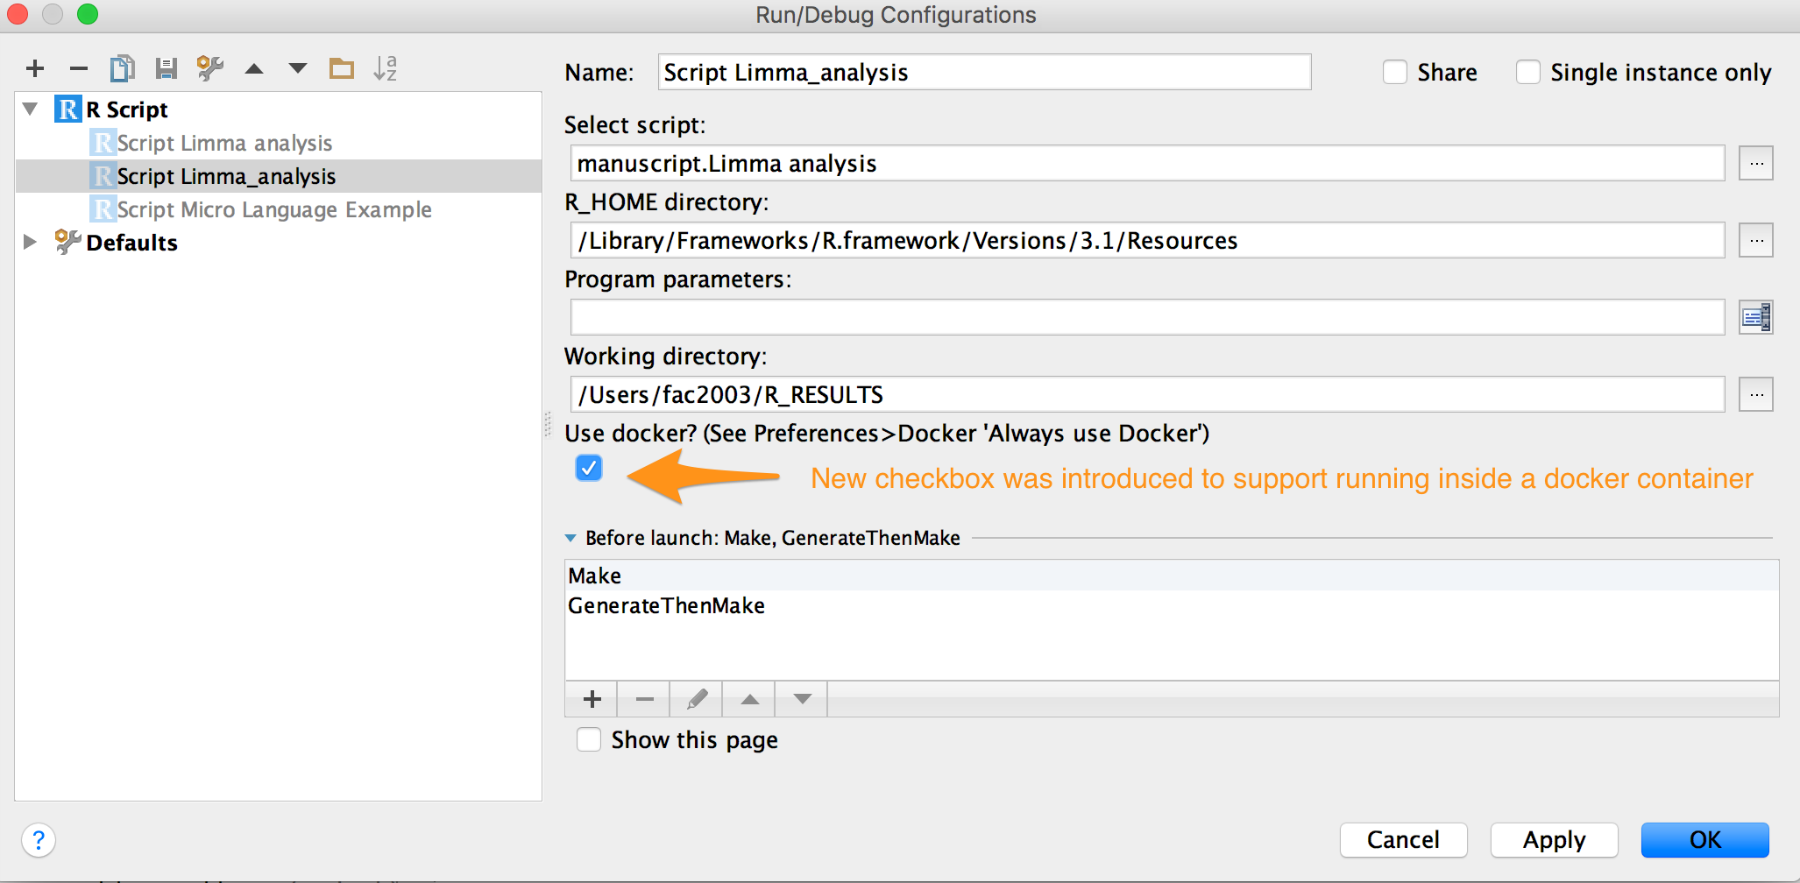 Run/Debug Configurations
Name: Script Limma_analysis Share Single instance only
R Script
Script Limma analysis
Script Limma_analysis
Script Micro Language Example
Defaults
Select script:
manuscript.Limma analysis
R_HOME directory:
/Library/Frameworks/R.framework/Versions/3.1/Resources
Program parameters:
Working directory:
/Users/fac2003/R_RESULTS
Use docker? (See Preferences>Docker 'Always use Docker')
New checkbox was introduced to support running inside a docker container
Before launch: Make, GenerateThenMake
Make
GenerateThenMake
Show this page
? Cancel Apply OK